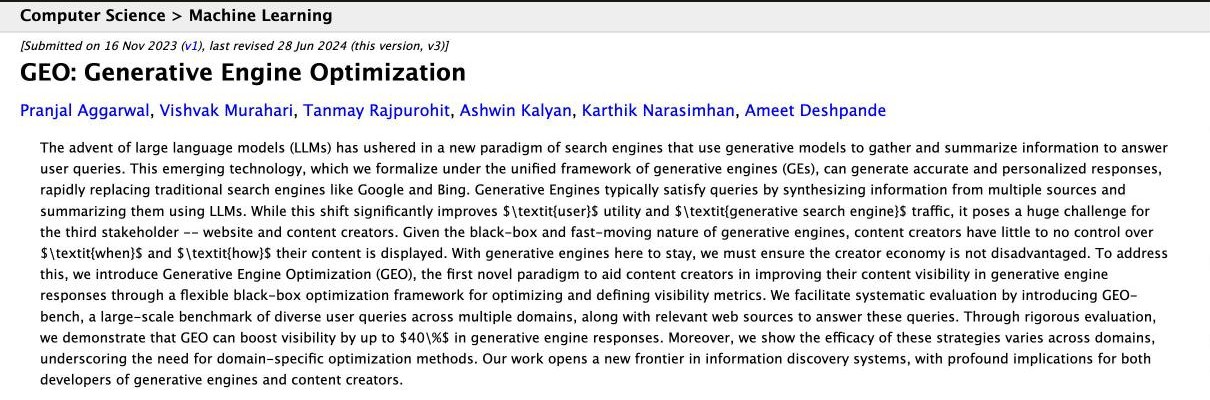 Computer Science > Machine Learning
[Submitted on 16 Nov 2023 (v1), last revised 28 Jun 2024 (this version, v3)]
GEO: Generative Engine Optimization
Pranjal Aggarwal, Vishvak Murahari, Tanmay Rajpurohit, Ashwin Kalyan, Karthik Narasimhan, Ameet Deshpande
The advent of large language models (LLMs) has ushered in a new paradigm of search engines that use generative models to gather and summarize information to answer
user queries. This emerging technology, which we formalize under the unified framework of generative engines (GEs), can generate accurate and personalized responses,
rapidly replacing traditional search engines like Google and Bing. Generative Engines typically satisfy queries by synthesizing information from multiple sources and
summarizing them using LLMs. While this shift significantly improves $\textit{user}$ utility and $\textit{generative search engine}$ traffic, it poses a huge challenge for
the third stakeholder -- website and content creators. Given the black-box and fast-moving nature of generative engines, content creators have little to no control over
$\textit{when}$ and $\textit{how}$ their content is displayed. With generative engines here to stay, we must ensure the creator economy is not disadvantaged. To address
this, we introduce Generative Engine Optimization (GEO), the first novel paradigm to aid content creators in improving their content visibility in generative engine
responses through a flexible black-box optimization framework for optimizing and defining visibility metrics. We facilitate systematic evaluation by introducing GEO-
bench, a large-scale benchmark of diverse user queries across multiple domains, along with relevant web sources to answer these queries. Through rigorous evaluation,
we demonstrate that GEO can boost visibility by up to $40\%$ in generative engine responses. Moreover, we show the efficacy of these strategies varies across domains,
underscoring the need for domain-specific optimization methods. Our work opens a new frontier in information discovery systems, with profound implications for both
developers of generative engines and content creators.